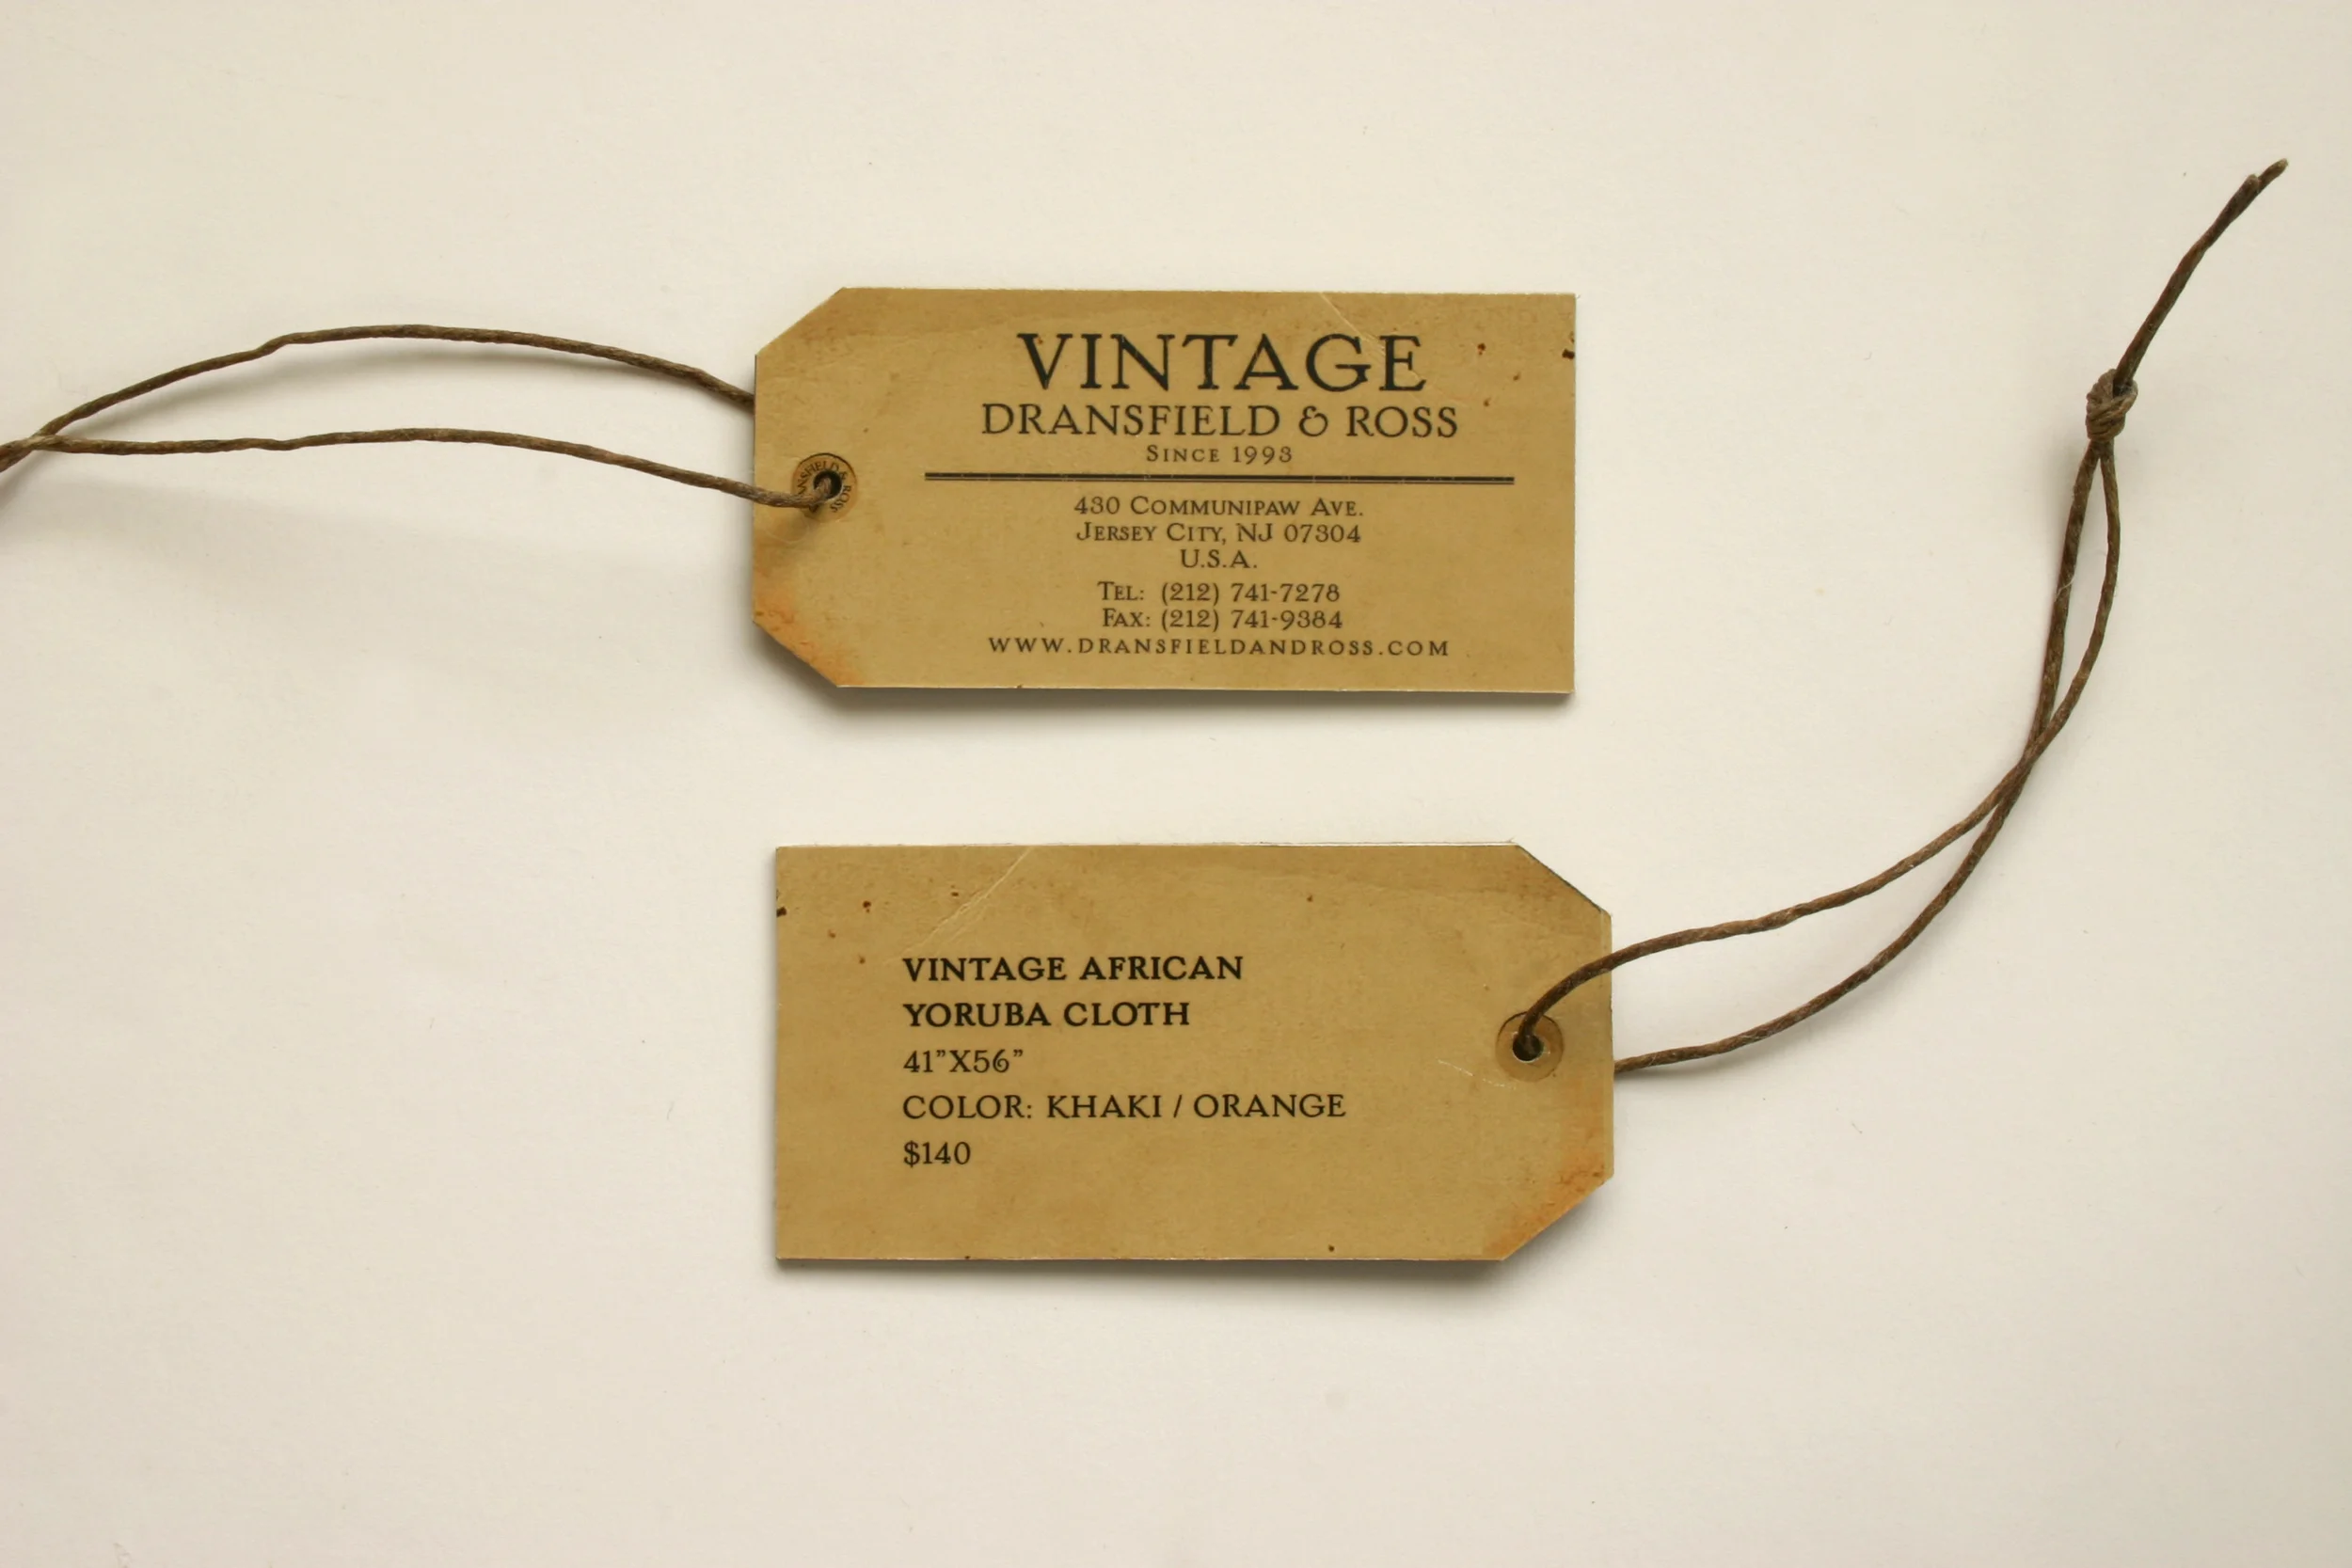 VINTAGE
DRANSFIELD & ROSS
SINCE 1993
430 COMMUNIPAW AVE.
JERSEY CITY, NJ 07304
U.S.A.
TEL: (212) 741-7278
FAX: (212) 741-9384
WWW.DRANSFIELDANDROSS.COM
VINTAGE AFRICAN
YORUBA CLOTH
41”X56”
COLOR: KHAKI / ORANGE
$140